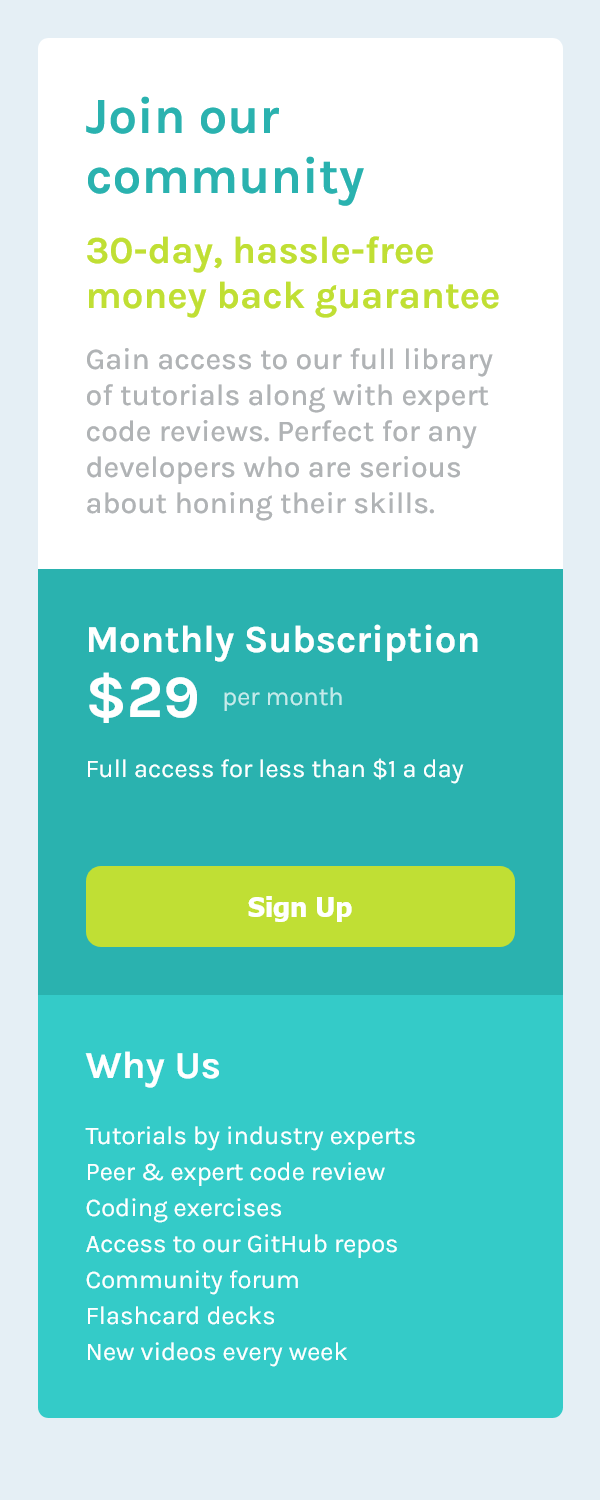 Join our
community
30-day, hassle-free
money back guarantee
Gain access to our full library
of tutorials along with expert
code reviews. Perfect for any
developers who are serious
about honing their skills.
Monthly Subscription
$29 per month
Full access for less than $1 a day
Sign Up
Why Us
Tutorials by industry experts
Peer & expert code review
Coding exercises
Access to our GitHub repos
Community forum
Flashcard decks
New videos every week